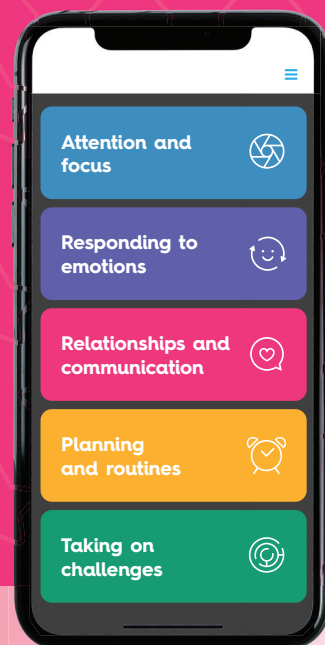 Attention and
focus
Responding to
emotions
Relationships and
communication
Planning
and routines
Taking on
challenges